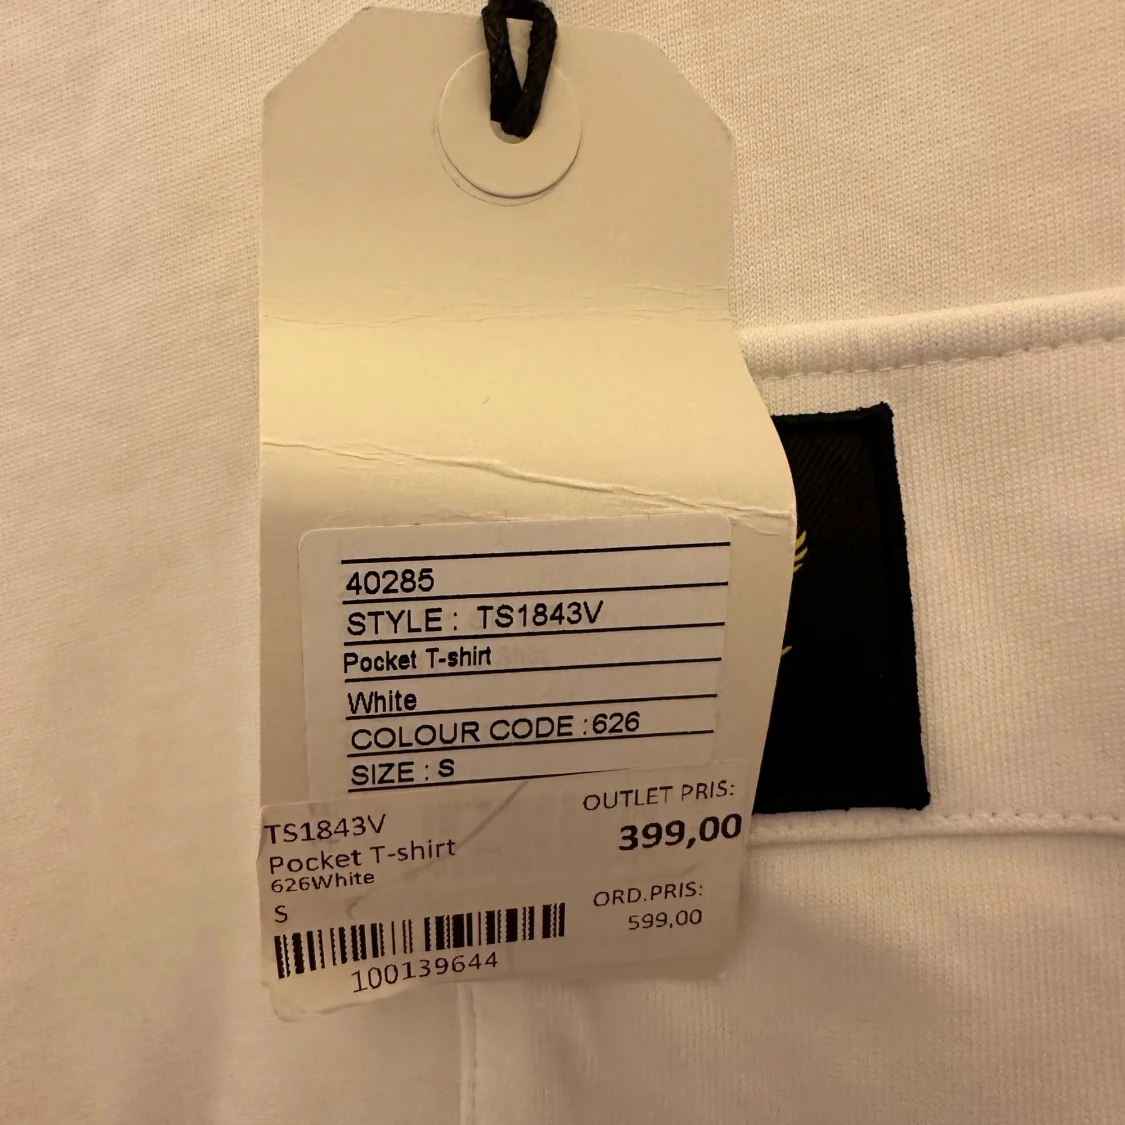 40285
STYLE : TS1843V
Pocket T-shirt
White
COLOUR CODE :626
SIZE : S
TS1843V
Pocket T-shirt
626White
S
100139644
OUTLET PRIS:
399,00
ORD.PRIS:
599,00